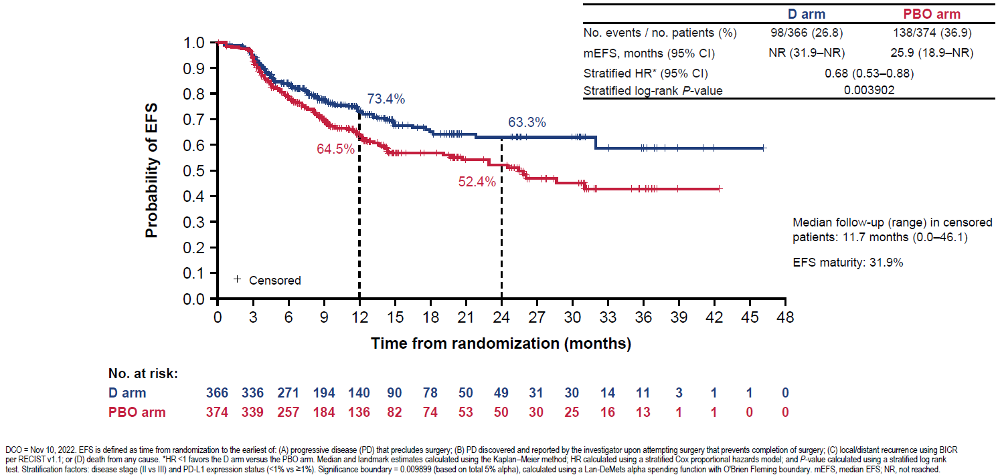 D arm PBO arm
No. events / no. patients (%) 98/366 (26.8) 138/374 (36.9)
mEFS, months (95% CI) NR (31.9–NR) 25.9 (18.9–NR)
Stratified HR* (95% CI) 0.68 (0.53–0.88)
Stratified log-rank P-value 0.003902
Probability of EFS
1.0
0.9
0.8
0.7
0.6
0.5
0.4
0.3
0.2
0.1
0.0
73.4%
63.3%
64.5%
52.4%
+ Censored
Median follow-up (range) in censored
patients: 11.7 months (0.0–46.1)
EFS maturity: 31.9%
0 3 6 9 12 15 18 21 24 27 30 33 36 39 42 45 48
Time from randomization (months)
No. at risk:
D arm 366 336 271 194 140 90 78 50 49 31 30 14 11 3 1 1 0
PBO arm 374 339 257 184 136 82 74 53 50 30 25 16 13 1 1 0 0
DCO = Nov 10, 2022. EFS is defined as time from randomization to the earliest of: (A) progressive disease (PD) that precludes surgery; (B) PD discovered and reported by the investigator upon attempting surgery that prevents completion of surgery; (C) local/distant recurrence using BICR
per RECIST v1.1; or (D) death from any cause. *HR <1 favors the D arm versus the PBO arm. Median and landmark estimates calculated using the Kaplan–Meier method; HR calculated using a stratified Cox proportional hazards model; and P-value calculated using a stratified log rank
test. Stratification factors: disease stage (II vs III) and PD-L1 expression status (<1% vs ≥1%). Significance boundary = 0.009899 (based on total 5% alpha), calculated using a Lan-DeMets alpha spending function with O'Brien Fleming boundary. mEFS, median EFS; NR, not reached.